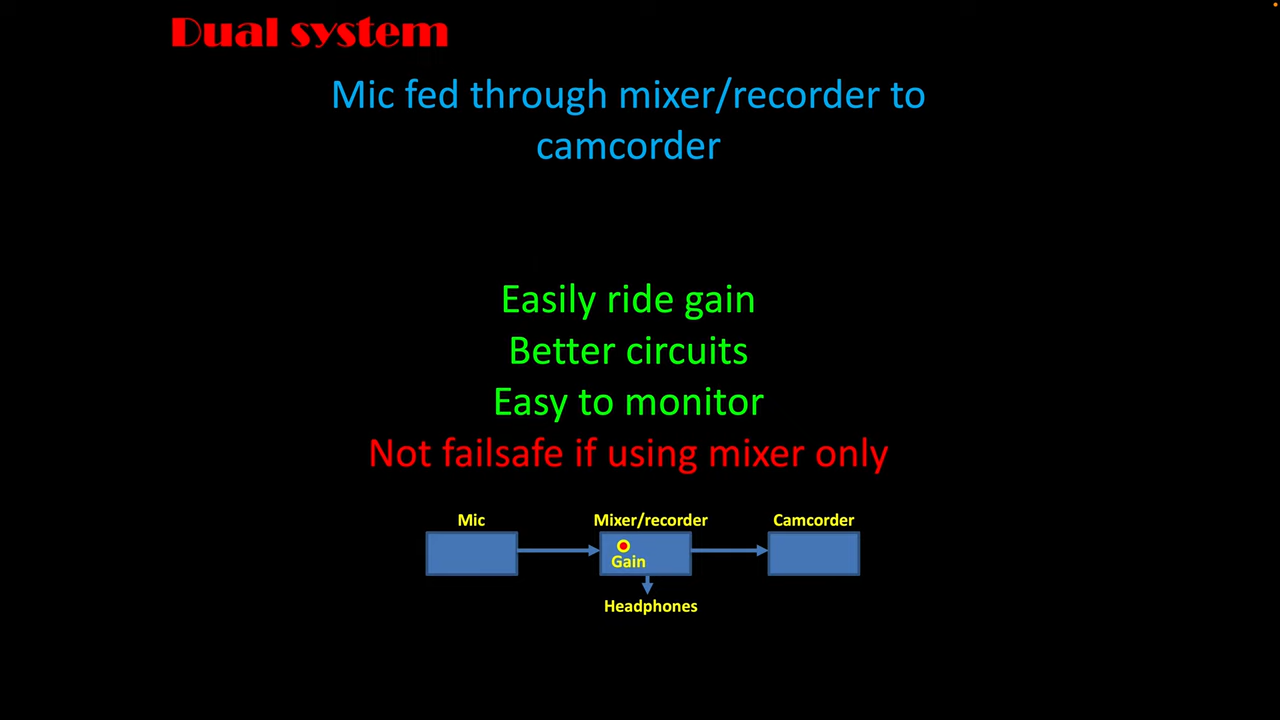 Dual system
Mic fed through mixer/recorder to
camcorder
Easily ride gain
Better circuits
Easy to monitor
Not failsafe if using mixer only
Mic
Mixer/recorder
Camcorder
Gain
Headphones